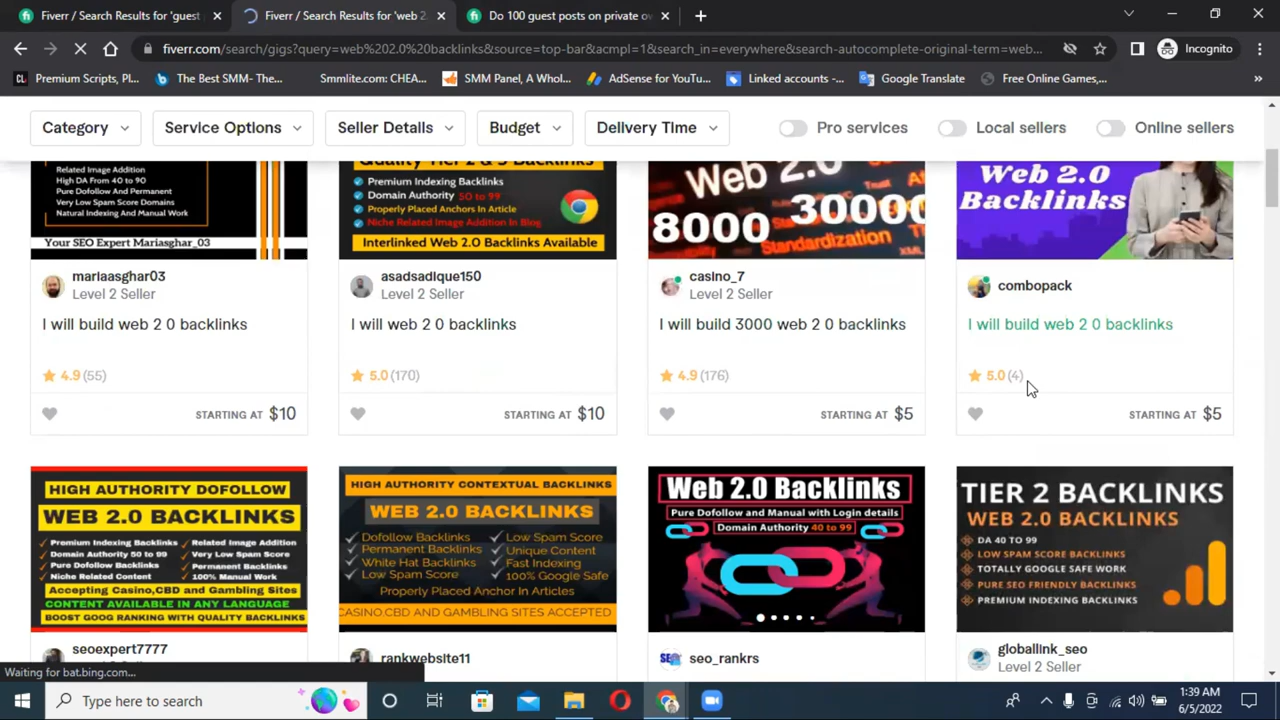 Fiverr / Search Results for 'guest
Fiverr / Search Results for 'web 2.
Do 100 guest posts on private ow
fiverr.com/search/gigs?query=web%202.0%20backlinks&source=top-bar&acmpl=1&search_in=everywhere&search-autocomplete-original-term=web...
Incognito
Premium Scripts, Pl...
The Best SMM- The...
Smmlite.com: CHEA...
SMM Panel, A Whol...
AdSense for YouTu...
Linked accounts -...
Google Translate
Free Online Games,...
Category
Service Options
Seller Details
Budget
Delivery Time
Pro services
Local sellers
Online sellers
Related Image Addition
High DA From 40 to 90
Pure Dofollow and Permanent
Very Low Spam Score Domains
Natural Indexing And Manual Work
Your SEO Expert Mariasghar_03
Quality Tier 2 & 3 Backlinks
Premium Indexing Backlinks
Domain Authority 50 to 99
Properly Placed Anchors In Article
Niche Related Image Addition In Blog
Interlinked Web 2.0 Backlinks Available
Web 2.0
8000 30000
Standardization
Web 2.0
Backlinks
mariaasghar03
Level 2 Seller
I will build web 2 0 backlinks
4.9 (55)
STARTING AT $10
asadsadique150
Level 2 Seller
I will web 2 0 backlinks
5.0 (170)
STARTING AT $10
casino_7
Level 2 Seller
I will build 3000 web 2 0 backlinks
4.9 (176)
STARTING AT $5
combopack
I will build web 2 0 backlinks
5.0 (4)
STARTING AT $5
HIGH AUTHORITY DOFOLLOW
WEB 2.0 BACKLINKS
Premium Indexing Backlinks
Related Image Addition
Domain Authority 50 to 99
Very Low Spam Score
Pure Dofollow Backlinks
Permanent Backlinks
Niche Related Content
100% Manual Work
Accepting Casino,CBD and Gambling Sites
CONTENT AVAILABLE IN ANY LANGUAGE
BOOST GOOG RANKING WITH QUALITY BACKLINKS
HIGH AUTHORITY CONTEXTUAL BACKLINKS
WEB 2.0 BACKLINKS
Dofollow Backlinks
Low Spam Score
Permanent Backlinks
Unique Content
White Hat Backlinks
Fast Indexing
Low Spam Score
100% Google Safe
Properly Placed Anchor In Articles
CASINO,CBD AND GAMBLING SITES ACCEPTED
Web 2.0 Backlinks
Pure Dofollow and Manual with Login details
Domain Authority 40 to 99
TIER 2 BACKLINKS
WEB 2.0 BACKLINKS
DA 40 TO 99
LOW SPAM SCORE BACKLINKS
TOTALLY GOOGLE SAFE WORK
PURE SEO FRIENDLY BACKLINKS
PREMIUM INDEXING BACKLINKS
seoexpert7777
rankwebsite11
seo_rankrs
globallink_seo
Level 2 Seller
Waiting for bat.bing.com...
Type here to search
1:39 AM
6/5/2022